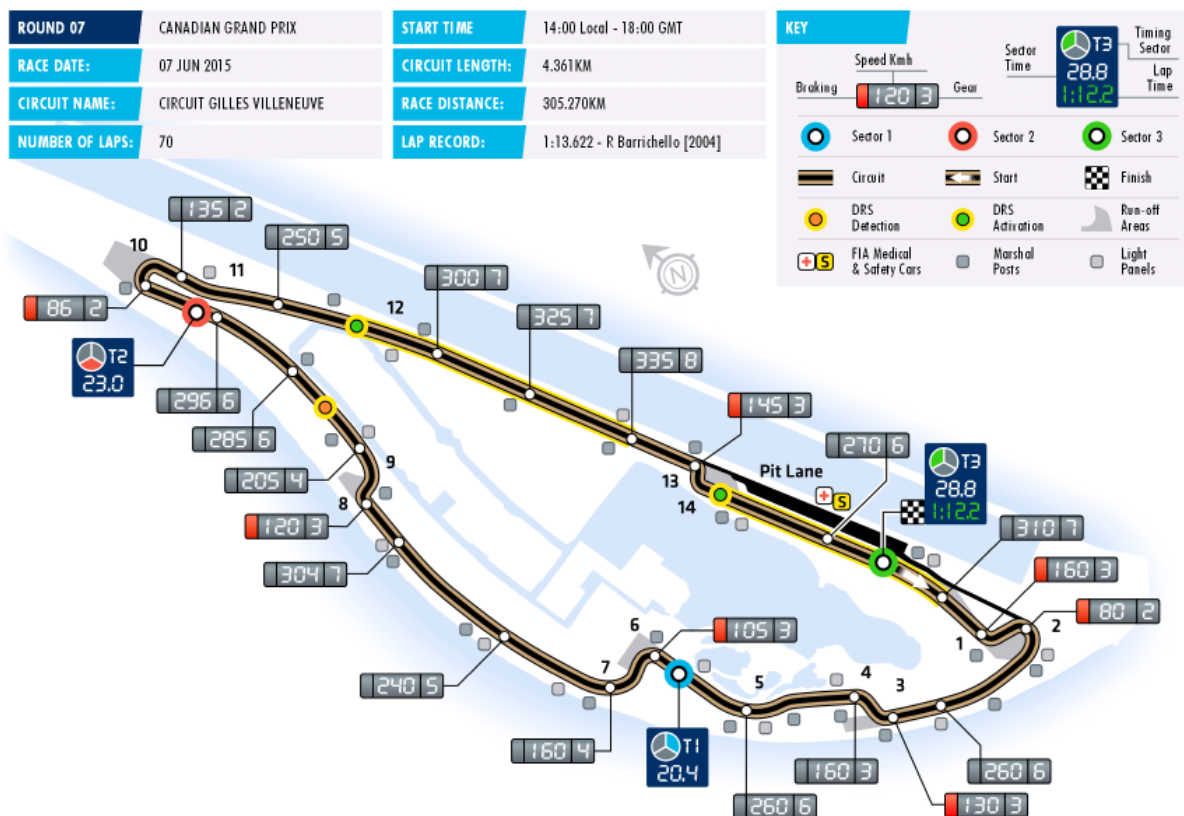 ROUND 07 CANADIAN GRAND PRIX
RACE DATE: 07 JUN 2015
CIRCUIT NAME: CIRCUIT GILLES VILLENEUVE
NUMBER OF LAPS: 70
START TIME 14:00 Local - 18:00 GMT
CIRCUIT LENGTH: 4.361KM
RACE DISTANCE: 305.270KM
LAP RECORD: 1:13.622 - R Barrichello [2004]
KEY
Speed Kmh
Braking 120 3 Gear
Sector Time
T3
28.8
1:12.2
Timing Sector
Lap Time
Sector 1 Sector 2 Sector 3
Circuit Start Finish
DRS Detection
DRS Activation
Run-off Areas
+ S FIA Medical & Safety Cars
Marshal Posts
Light Panels
N
135 2
10
11
250 5
300 7
12
325 7
335 8
86 2
T2
23.0
296 6
285 6
205 4
9
8
120 3
304 7
145 3
13
14
Pit Lane
+ S
270 6
T3
28.8
1:12.2
310 7
160 3
80 2
1
2
6
105 3
7
5
4
3
240 5
160 4
T1
20.4
160 3
260 6
260 6
130 3